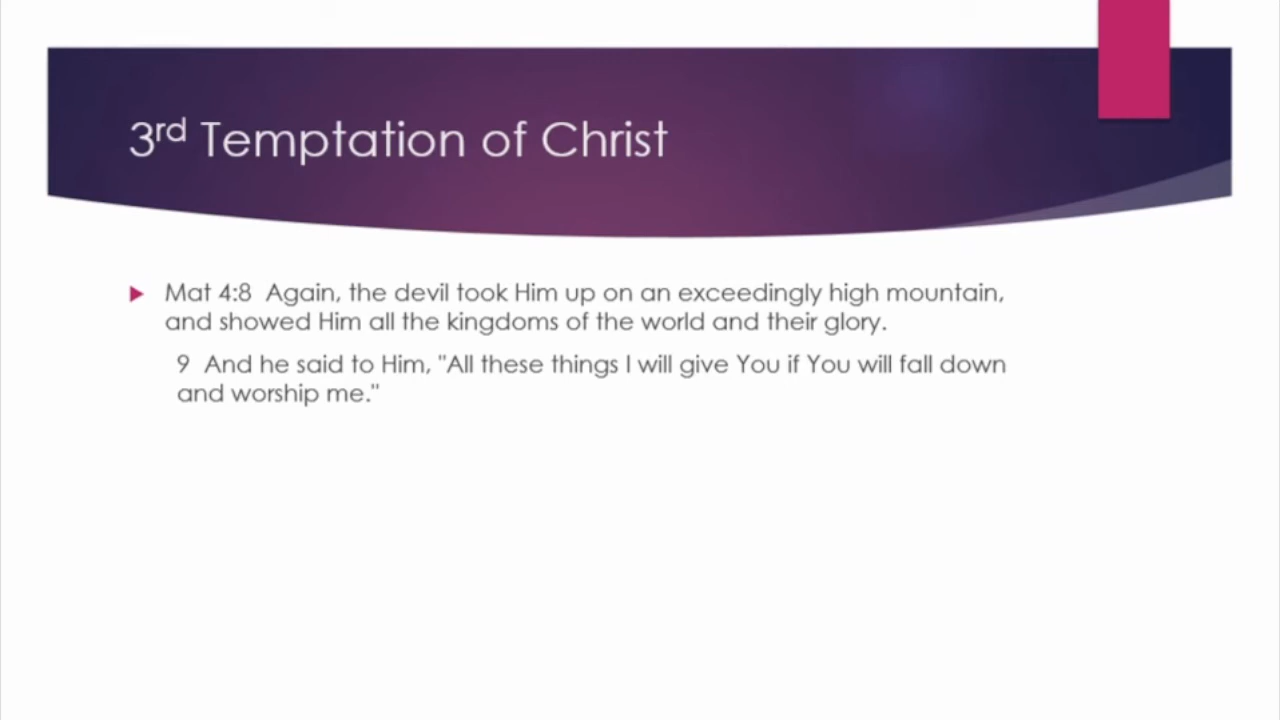 3rd Temptation of Christ
Mat 4:8  Again, the devil took Him up on an exceedingly high mountain,
and showed Him all the kingdoms of the world and their glory.
9  And he said to Him, "All these things I will give You if You will fall down
and worship me."